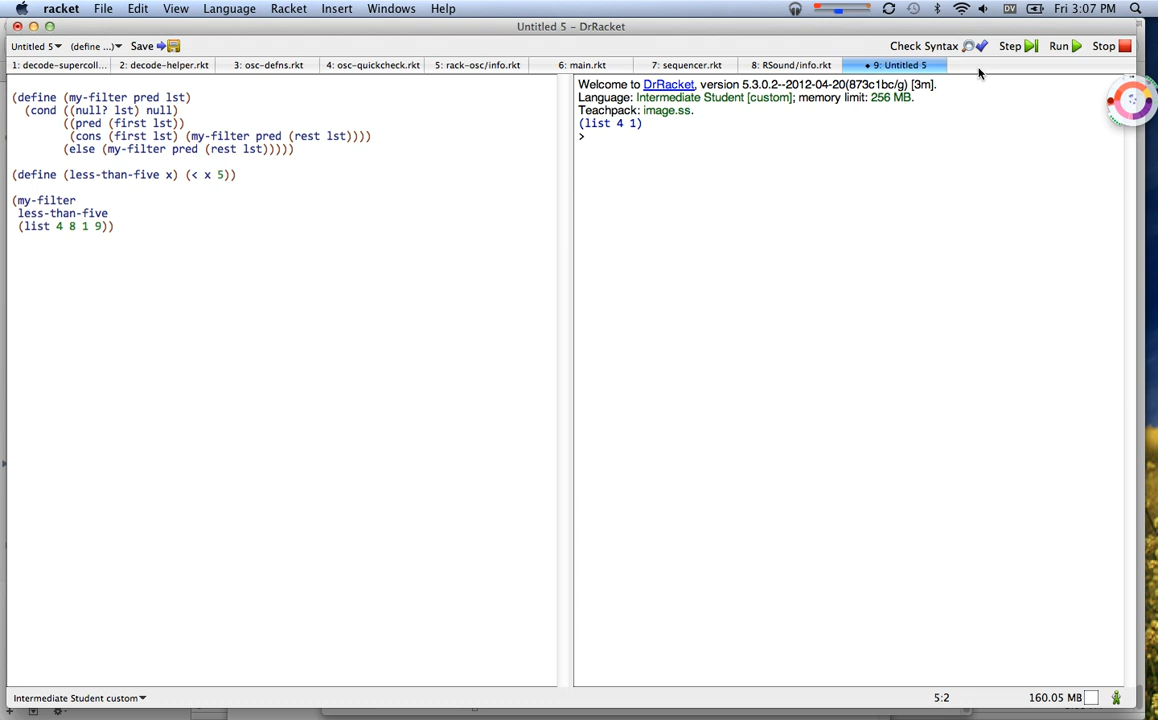 racket File Edit View Language Racket Insert Windows Help DV Fri 3:07 PM
Untitled 5 – DrRacket
Untitled 5 (define ...) Save Check Syntax Step Run Stop
1: decode-supercoll... 2: decode-helper.rkt 3: osc-defns.rkt 4: osc-quickcheck.rkt 5: rack-osc/info.rkt 6: main.rkt 7: sequencer.rkt 8: RSound/info.rkt • 9: Untitled 5
(define (my-filter pred lst)
(cond ((null? lst) null)
((pred (first lst))
(cons (first lst) (my-filter pred (rest lst))))
(else (my-filter pred (rest lst)))))
(define (less-than-five x) (< x 5))
(my-filter
less-than-five
(list 4 8 1 9))
Welcome to DrRacket, version 5.3.0.2--2012-04-20(873c1bc/g) [3m].
Language: Intermediate Student [custom]; memory limit: 256 MB.
Teachpack: image.ss.
(list 4 1)
>
Intermediate Student custom 5:2 160.05 MB